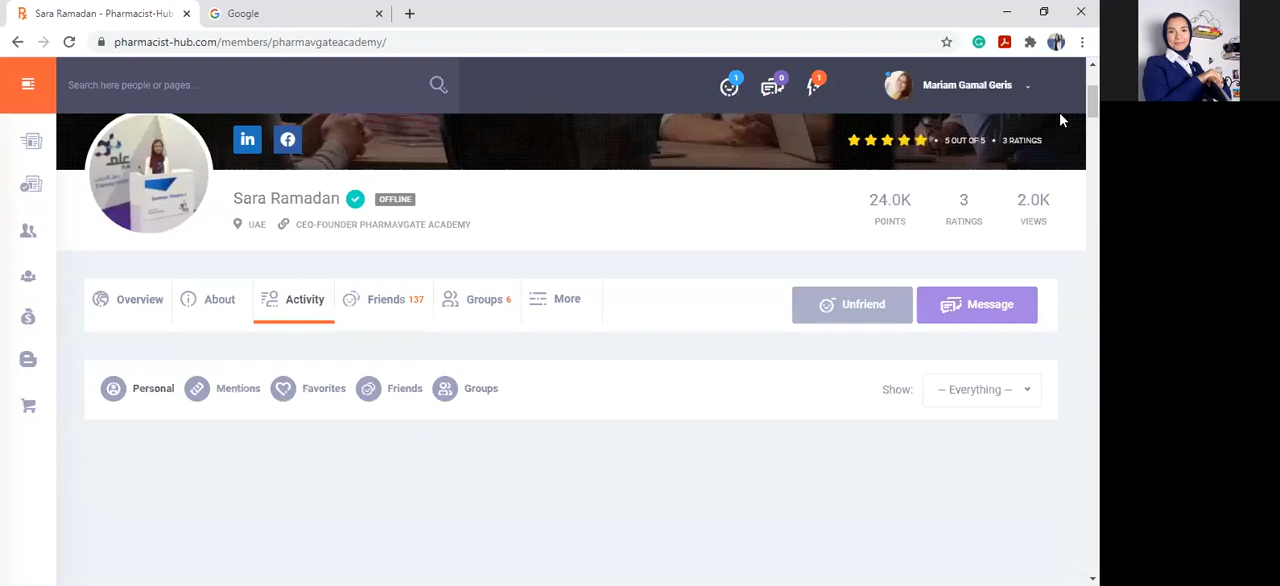 Sara Ramadan - Pharmacist-Hub
Google
pharmacist-hub.com/members/pharmavgateacademy/
Search here people or pages...
1
0
1
Mariam Gamal Geris
in
5 OUT OF 5 • 3 RATINGS
Sara Ramadan
OFFLINE
UAE
CEO-FOUNDER PHARMAVGATE ACADEMY
24.0K
POINTS
3
RATINGS
2.0K
VIEWS
Overview
About
Activity
Friends 137
Groups 6
More
Unfriend
Message
Personal
Mentions
Favorites
Friends
Groups
Show:
— Everything —